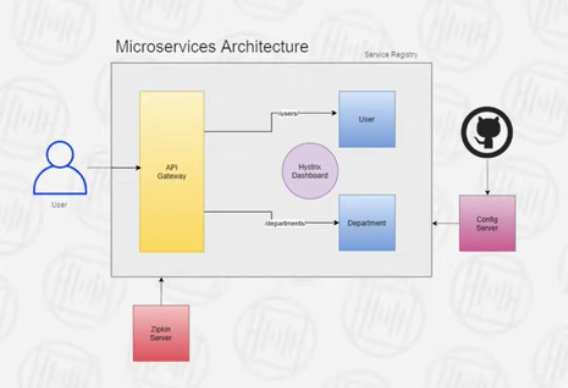 Microservices Architecture
Service Registry
/users/
User
API
Gateway
Hystrix
Dashboard
User
/departments/
Department
Config
Server
Zipkin
Server